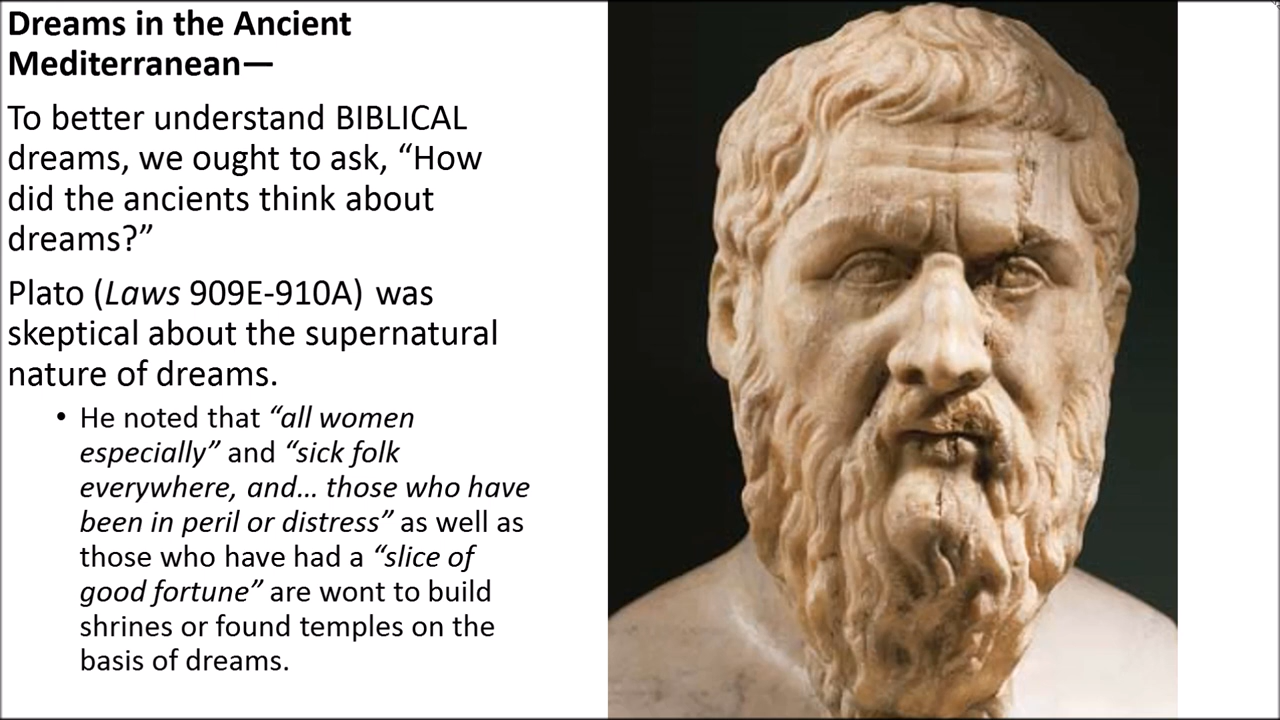 Dreams in the Ancient
Mediterranean—
To better understand BIBLICAL
dreams, we ought to ask, “How
did the ancients think about
dreams?”
Plato (Laws 909E-910A) was
skeptical about the supernatural
nature of dreams.
• He noted that “all women
especially” and “sick folk
everywhere, and… those who have
been in peril or distress” as well as
those who have had a “slice of
good fortune” are wont to build
shrines or found temples on the
basis of dreams.